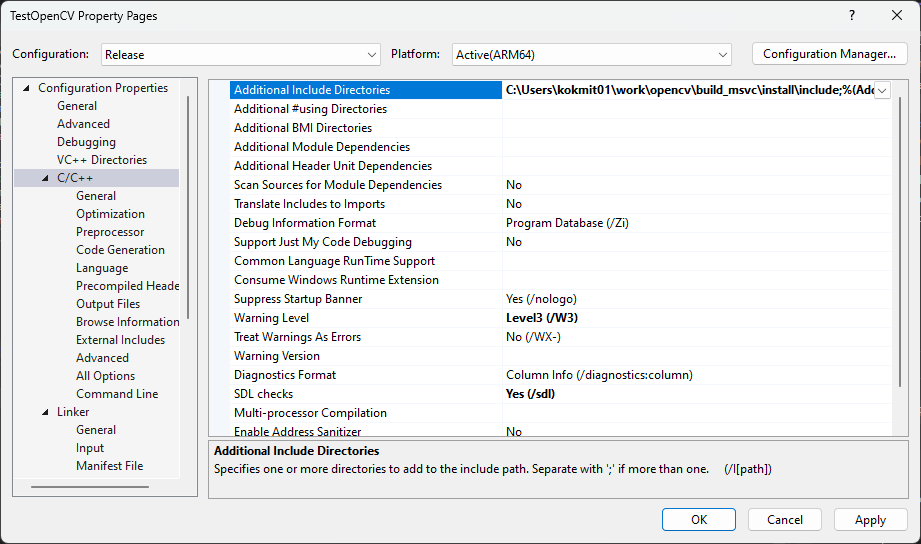 TestOpenCV Property Pages
?
Configuration: Release Platform: Active(ARM64) Configuration Manager...
Configuration Properties
General
Advanced
Debugging
VC++ Directories
C/C++
General
Optimization
Preprocessor
Code Generation
Language
Precompiled Heade
Output Files
Browse Information
External Includes
Advanced
All Options
Command Line
Linker
General
Input
Manifest File
Additional Include Directories C:\Users\kokmit01\work\opencv\build_msvc\install\include;%(Add
Additional #using Directories
Additional BMI Directories
Additional Module Dependencies
Additional Header Unit Dependencies
Scan Sources for Module Dependencies No
Translate Includes to Imports No
Debug Information Format Program Database (/Zi)
Support Just My Code Debugging No
Common Language RunTime Support
Consume Windows Runtime Extension
Suppress Startup Banner Yes (/nologo)
Warning Level Level3 (/W3)
Treat Warnings As Errors No (/WX-)
Warning Version
Diagnostics Format Column Info (/diagnostics:column)
SDL checks Yes (/sdl)
Multi-processor Compilation
Enable Address Sanitizer No
Additional Include Directories
Specifies one or more directories to add to the include path. Separate with ';' if more than one. (/I[path])
OK Cancel Apply